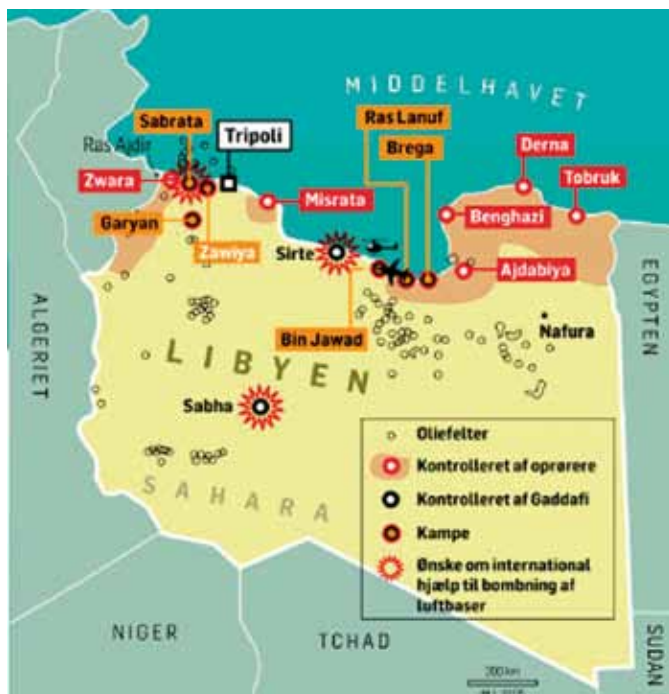 MIDDELHAVET
Sabrata
Ras Lanuf
Tripoli
Ras Ajdir
Brega
Derna
Zwara
Misrata
Tobruk
Benghazi
Garyan
Zawiya
Sirte
Ajdabiya
ALGERIET
EGYPTEN
Nafura
Bin Jawad
LIBYEN
Sabha
SAHARA
Oliefelter
Kontrolleret af oprørere
Kontrolleret af Gaddafi
Kampe
Ønske om international
hjælp til bombning af
luftbaser
NIGER
TCHAD
SUDAN